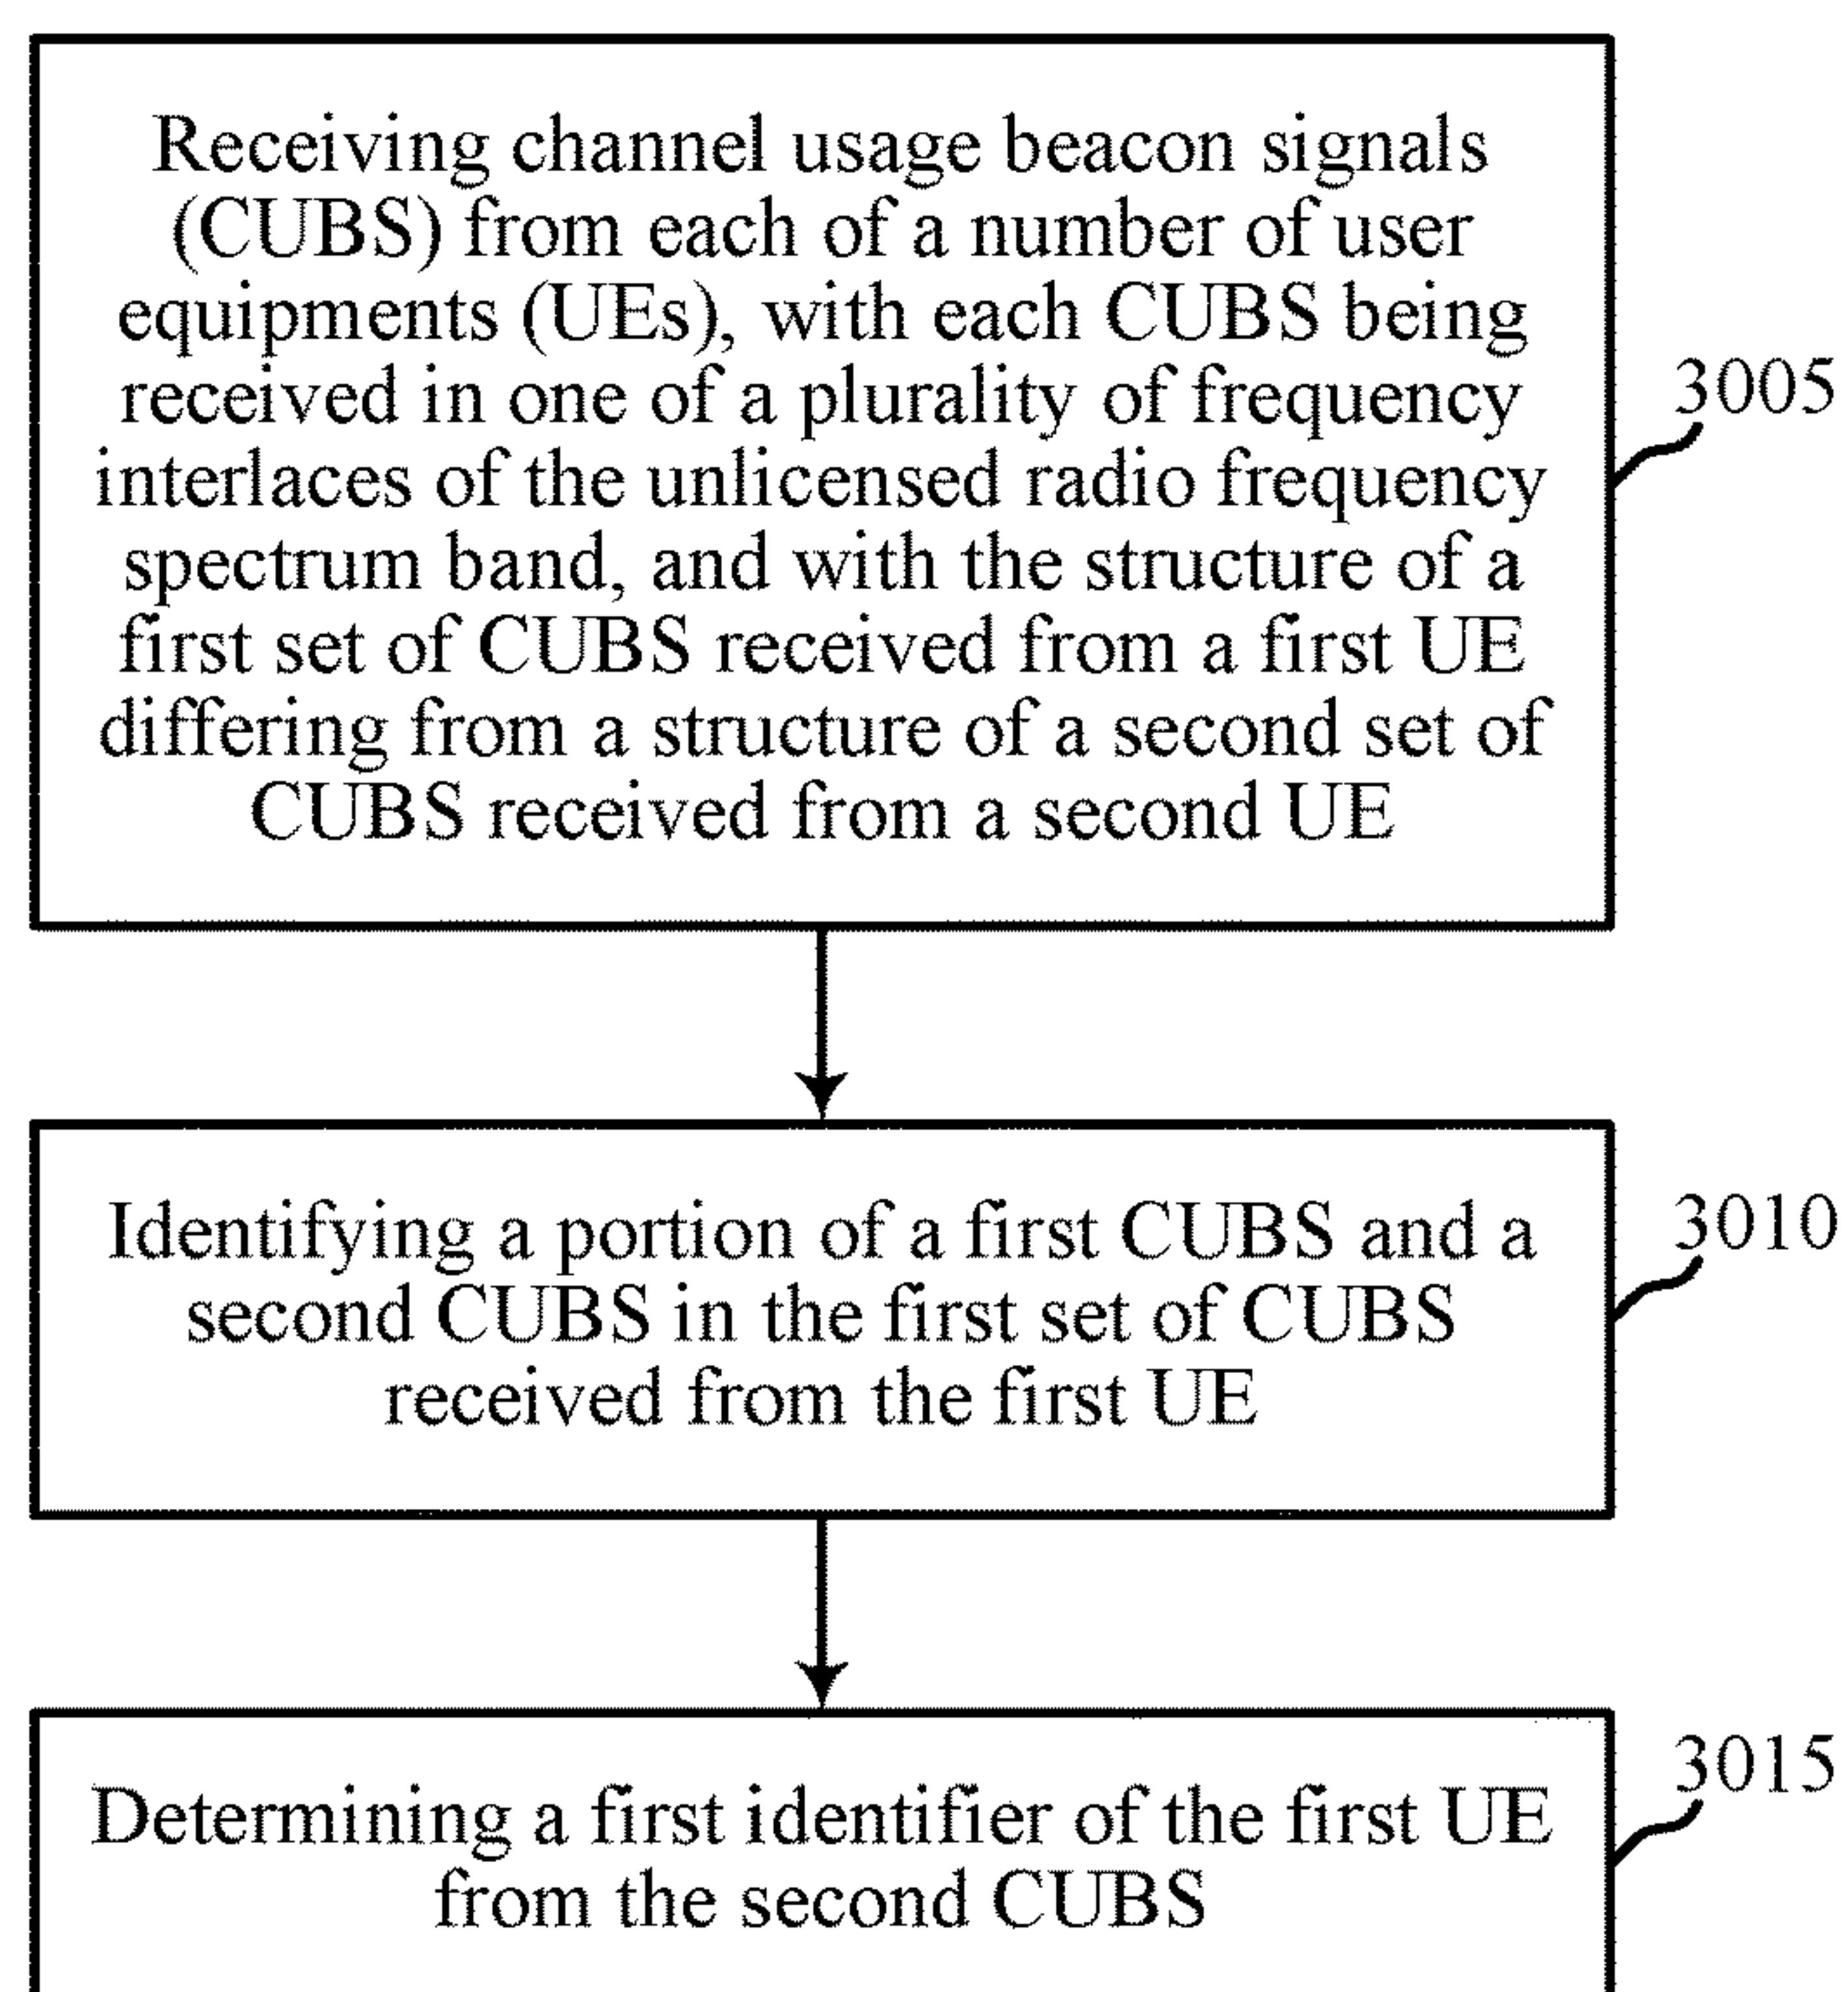 Receiving channel usage beacon signals
(CUBS) from each of a number of user
equipments (UEs), with each CUBS being
received in one of a plurality of frequency
interlaces of the unlicensed radio frequency
spectrum band, and with the structure of a
first set of CUBS received from a first UE
differing from a structure of a second set of
CUBS received from a second UE
3005
Identifying a portion of a first CUBS and a
second CUBS in the first set of CUBS
received from the first UE
3010
Determining a first identifier of the first UE
from the second CUBS
3015